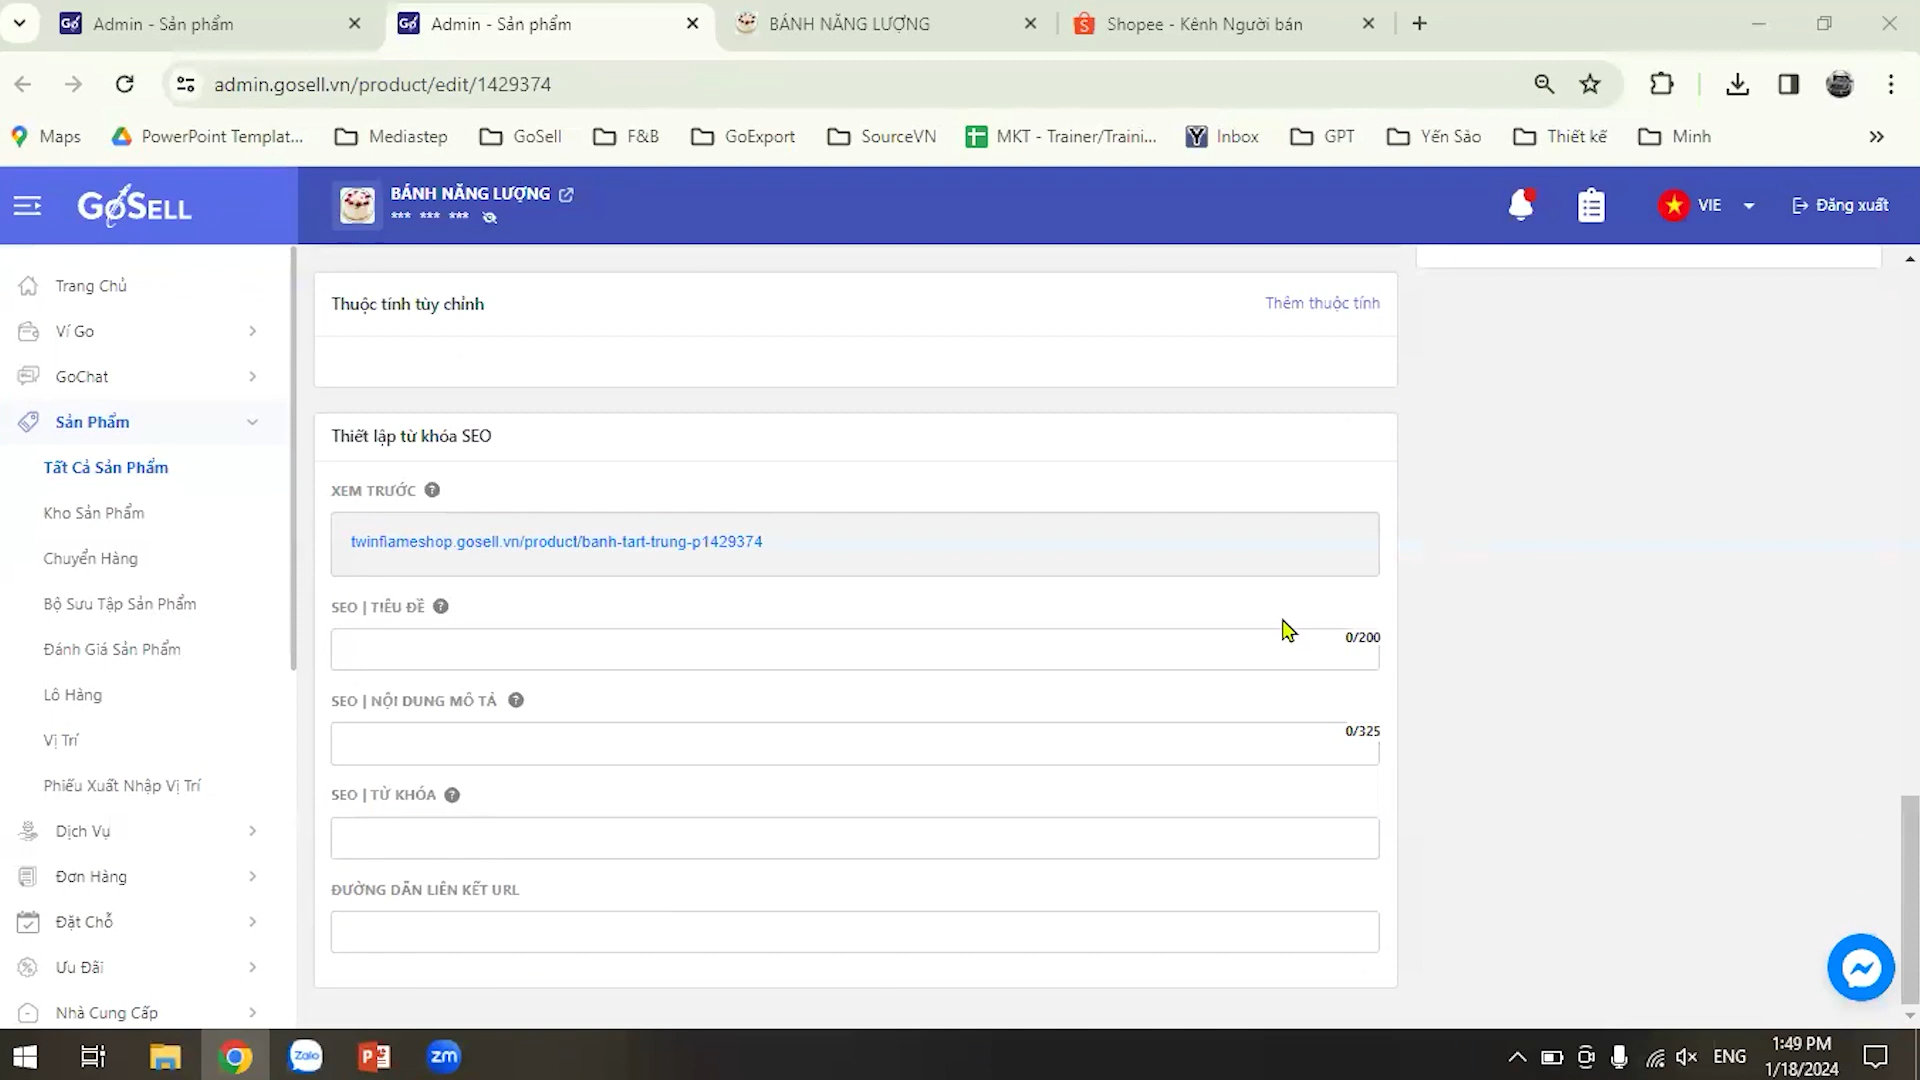 Admin - Sản phẩm
Admin - Sản phẩm
BÁNH NĂNG LƯỢNG
Shopee - Kênh Người bán
admin.gosell.vn/product/edit/1429374
Maps
PowerPoint Templat...
Mediastep
GoSell
F&B
GoExport
SourceVN
MKT - Trainer/Traini...
Inbox
GPT
Yến Sào
Thiết kế
Minh
GOSELL
BÁNH NĂNG LƯỢNG
*** *** ***
VIE
Đăng xuất
Trang Chủ
Ví Go
GoChat
Sản Phẩm
Tất Cả Sản Phẩm
Kho Sản Phẩm
Chuyển Hàng
Bộ Sưu Tập Sản Phẩm
Đánh Giá Sản Phẩm
Lô Hàng
Vị Trí
Phiếu Xuất Nhập Vị Trí
Dịch Vụ
Đơn Hàng
Đặt Chỗ
Ưu Đãi
Nhà Cung Cấp
Thuộc tính tùy chỉnh
Thêm thuộc tính
Thiết lập từ khóa SEO
XEM TRƯỚC
twinflameshop.gosell.vn/product/banh-tart-trung-p1429374
SEO | TIÊU ĐỀ
0/200
SEO | NỘI DUNG MÔ TẢ
0/325
SEO | TỪ KHÓA
ĐƯỜNG DẪN LIÊN KẾT URL
Zalo
zm
ENG
1:49 PM
1/18/2024